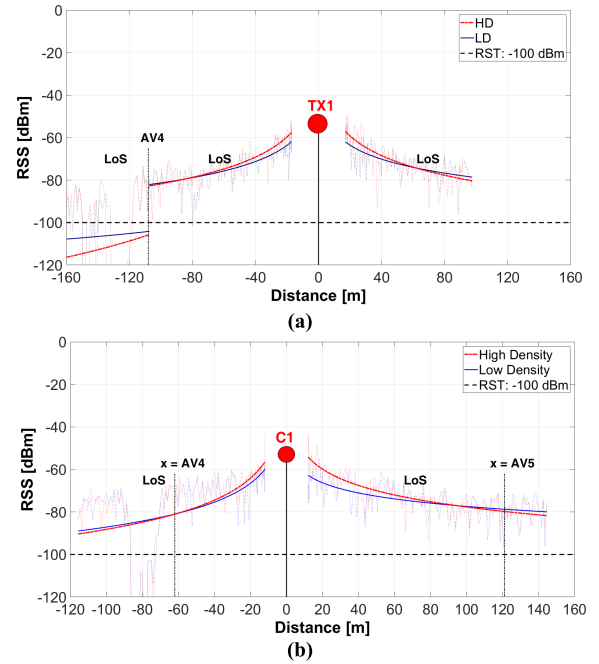 0
-20
-40
-60
-80
-100
-120
RSS [dBm]
HD
LD
RST: -100 dBm
TX1
AV4
LoS
LoS
LoS
-160
-120
-80
-40
0
40
80
120
160
Distance [m]
(a)
0
-20
-40
-60
-80
-100
-120
RSS [dBm]
High Density
Low Density
RST: -100 dBm
C1
x = AV4
x = AV5
LoS
LoS
-120
-100
-80
-60
-40
-20
0
20
40
60
80
100
120
140
160
Distance [m]
(b)